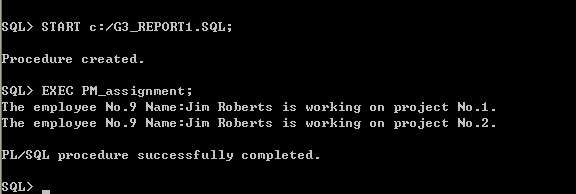 SQL> START c:/G3_REPORT1.SQL;
Procedure created.
SQL> EXEC PM_assignment;
The employee No.9 Name:Jim Roberts is working on project No.1.
The employee No.9 Name:Jim Roberts is working on project No.2.
PL/SQL procedure successfully completed.
SQL> _